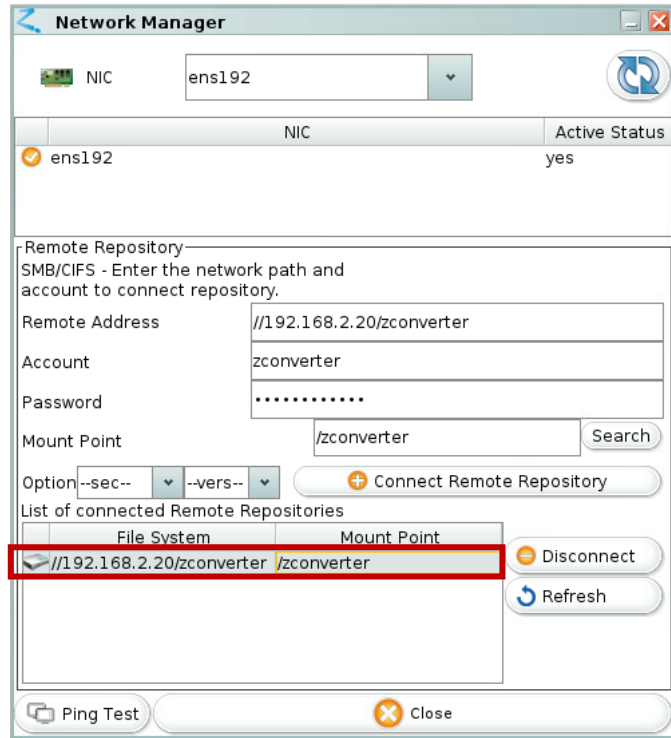 Network Manager
NIC
ens192
NIC Active Status
ens192 yes
Remote Repository
SMB/CIFS - Enter the network path and
account to connect repository.
Remote Address //192.168.2.20/zconverter
Account zconverter
Password ••••••••••••
Mount Point /zconverter Search
Option --sec-- --vers-- Connect Remote Repository
List of connected Remote Repositories
File System Mount Point
//192.168.2.20/zconverter /zconverter
Disconnect
Refresh
Ping Test Close